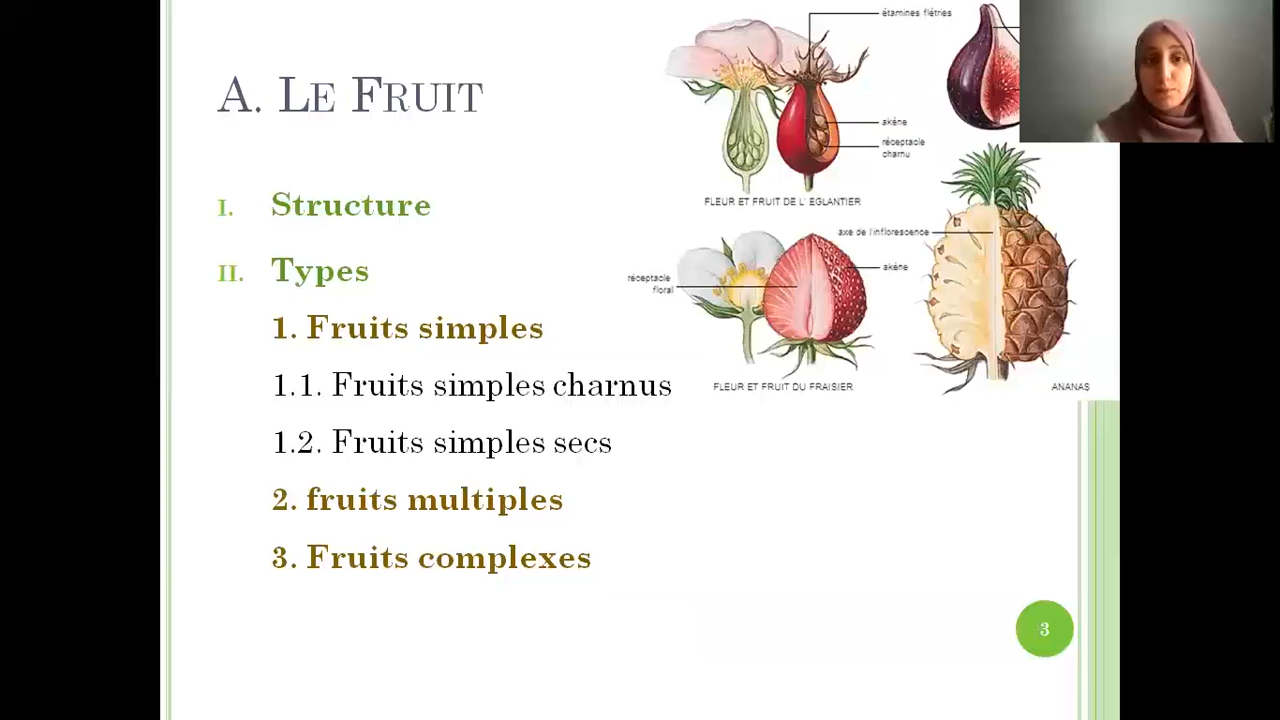 A. LE FRUIT
I. Structure
II. Types
1. Fruits simples
1.1. Fruits simples charnus
1.2. Fruits simples secs
2. fruits multiples
3. Fruits complexes
étamines flétries
akène
réceptacle
charnu
FLEUR ET FRUIT DE L' EGLANTIER
axe de l'inflorescence
réceptacle
floral
akène
FLEUR ET FRUIT DU FRAISIER
ANANAS
3